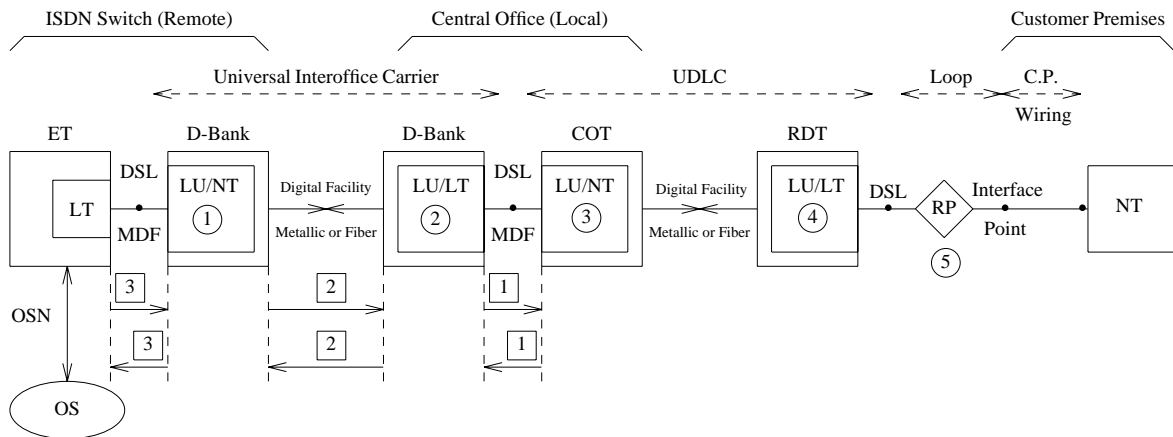 ISDN Switch (Remote)
Central Office (Local)
Customer Premises
Universal Interoffice Carrier
UDLC
Loop
C.P.
Wiring
ET
D-Bank
D-Bank
COT
RDT
LT
DSL
MDF
LU/NT
1
Digital Facility
Metallic or Fiber
LU/LT
2
DSL
MDF
LU/NT
3
Digital Facility
Metallic or Fiber
LU/LT
4
DSL
RP
5
Interface
Point
NT
3
2
1
OSN
3
2
1
OS